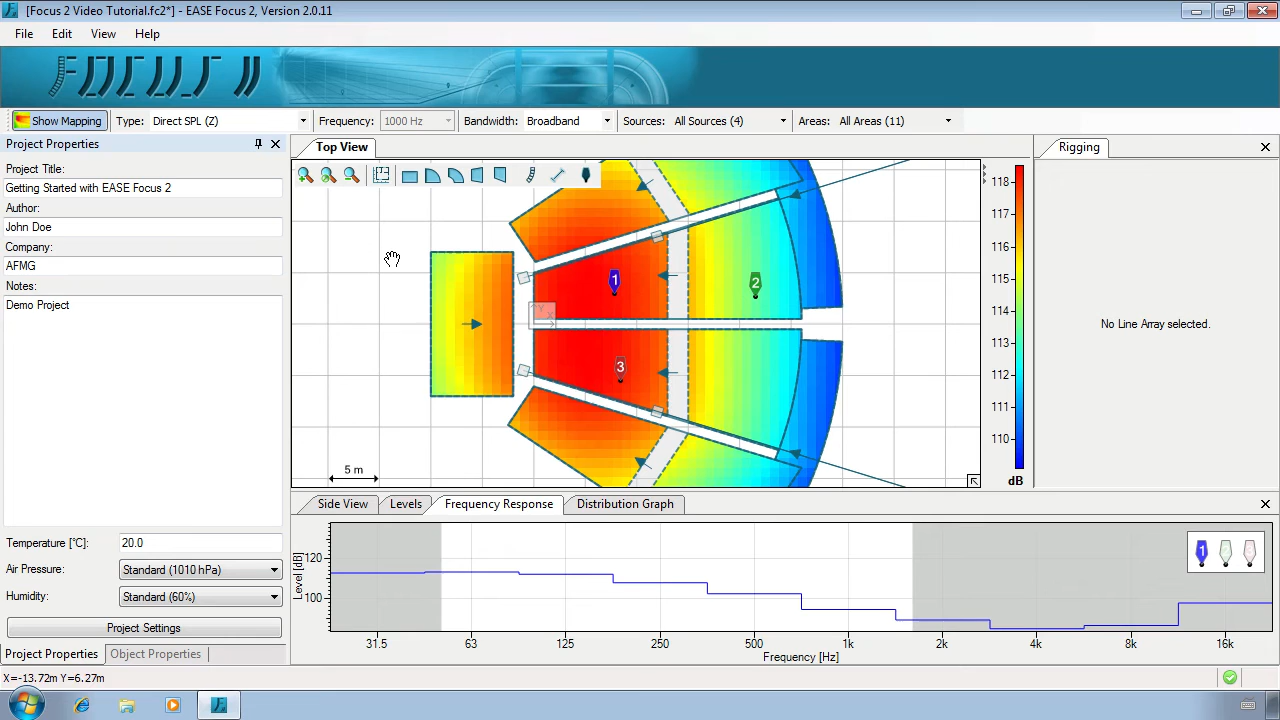 [Focus 2 Video Tutorial.fc2*] - EASE Focus 2, Version 2.0.11
File Edit View Help
FOCUS II
Show Mapping Type: Direct SPL (Z) Frequency: 1000 Hz Bandwidth: Broadband Sources: All Sources (4) Areas: All Areas (11)
Project Properties
Project Title:
Getting Started with EASE Focus 2
Author:
John Doe
Company:
AFMG
Notes:
Demo Project
Temperature [°C]: 20.0
Air Pressure: Standard (1010 hPa)
Humidity: Standard (60%)
Project Settings
Project Properties Object Properties
Top View
1
2
3
Y
X
5 m
118
117
116
115
114
113
112
111
110
dB
Rigging
No Line Array selected.
Side View Levels Frequency Response Distribution Graph
Level [dB]
120
100
1
31.5 63 125 250 500 1k 2k 4k 8k 16k
Frequency [Hz]
X=-13.72m Y=6.27m